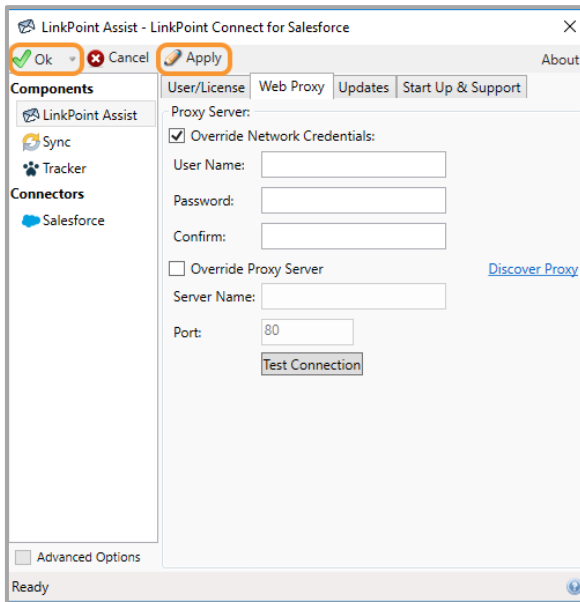 LinkPoint Assist - LinkPoint Connect for Salesforce
Ok Cancel Apply About
Components
LinkPoint Assist
Sync
Tracker
Connectors
Salesforce
User/License Web Proxy Updates Start Up & Support
Proxy Server:
Override Network Credentials:
User Name:
Password:
Confirm:
Override Proxy Server Discover Proxy
Server Name:
Port: 80
Test Connection
Advanced Options
Ready